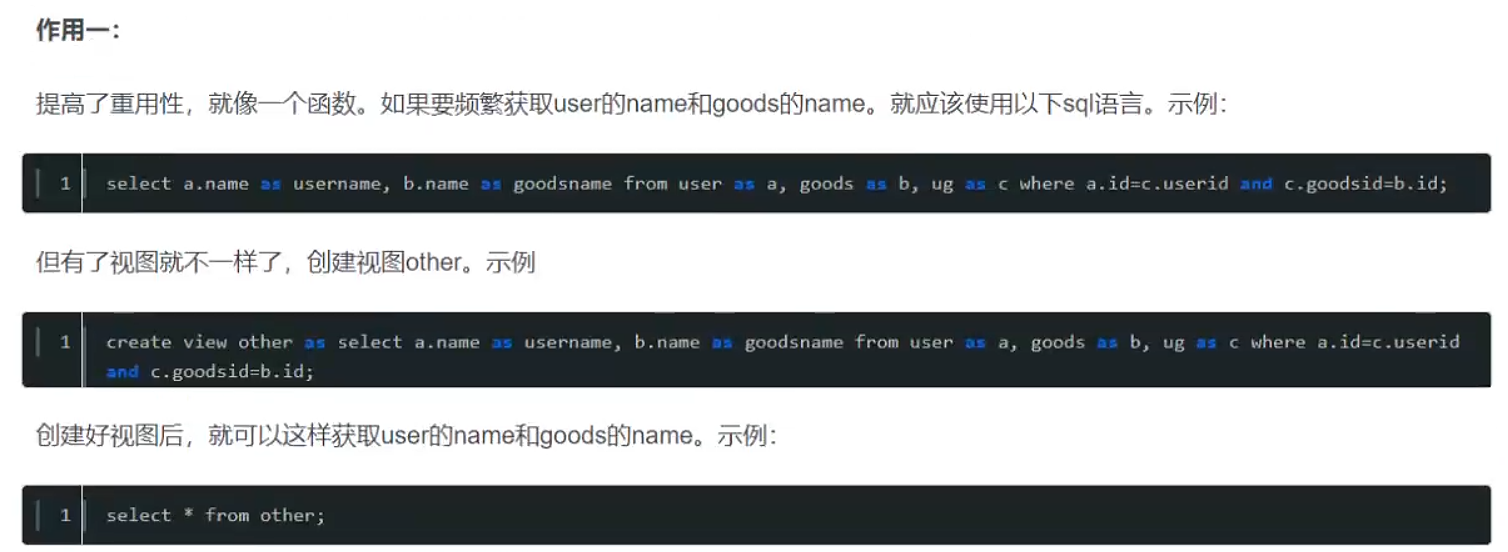 作用一：
提高了重用性，就像一个函数。如果要频繁获取user的name和goods的name。就应该使用以下sql语言。示例：
1 select a.name as username, b.name as goodsname from user as a, goods as b, ug as c where a.id=c.userid and c.goodsid=b.id;
但有了视图就不一样了，创建视图other。示例
1 create view other as select a.name as username, b.name as goodsname from user as a, goods as b, ug as c where a.id=c.userid
and c.goodsid=b.id;
创建好视图后，就可以这样获取user的name和goods的name。示例：
1 select * from other;